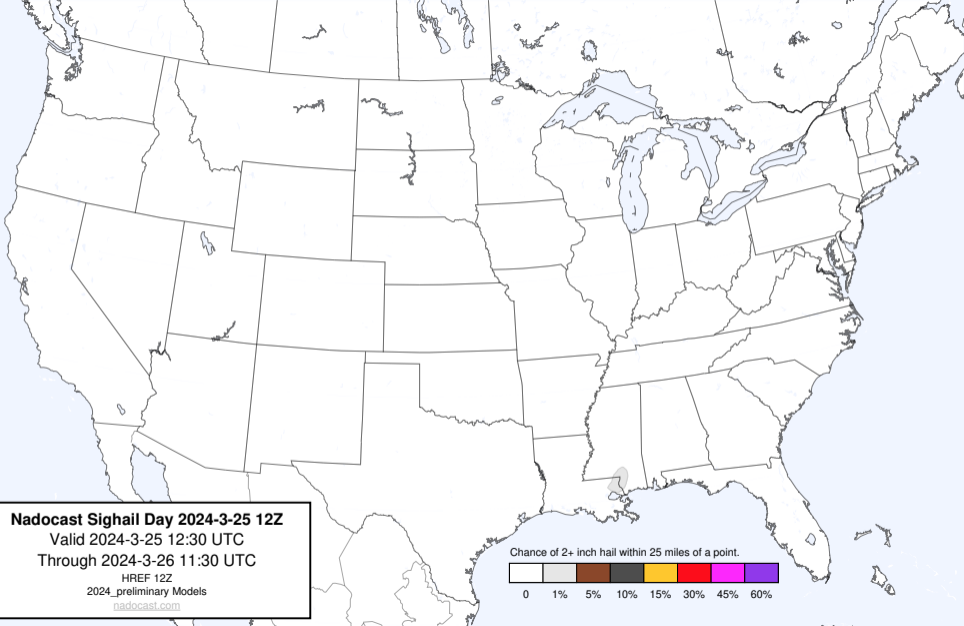 Nadocast Sighail Day 2024-3-25 12Z
Valid 2024-3-25 12:30 UTC
Through 2024-3-26 11:30 UTC
HREF 12Z
2024_preliminary Models
nadocast.com
Chance of 2+ inch hail within 25 miles of a point.
0 1% 5% 10% 15% 30% 45% 60%